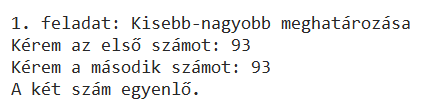 1. feladat: Kisebb-nagyobb meghatározása
Kérem az első számot: 93
Kérem a második számot: 93
A két szám egyenlő.